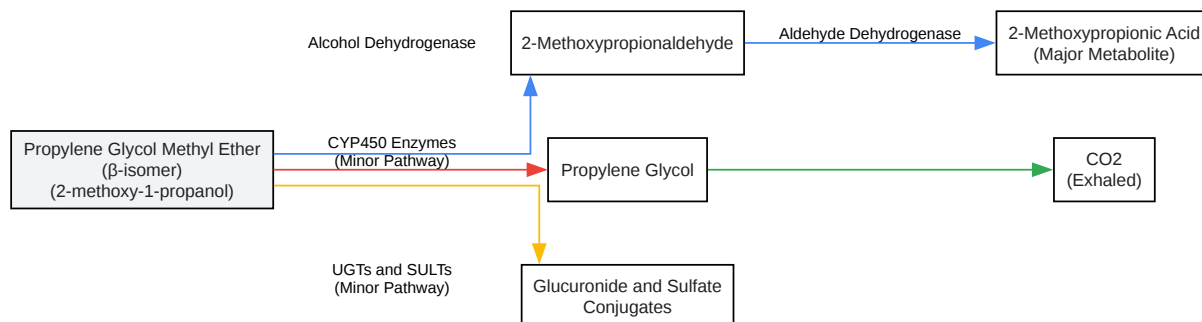 Alcohol Dehydrogenase
2-Methoxypropionaldehyde
Aldehyde Dehydrogenase
2-Methoxypropionic Acid
(Major Metabolite)
Propylene Glycol Methyl Ether
(β-isomer)
(2-methoxy-1-propanol)
CYP450 Enzymes
(Minor Pathway)
Propylene Glycol
CO2
(Exhaled)
UGTs and SULTs
(Minor Pathway)
Glucuronide and Sulfate
Conjugates